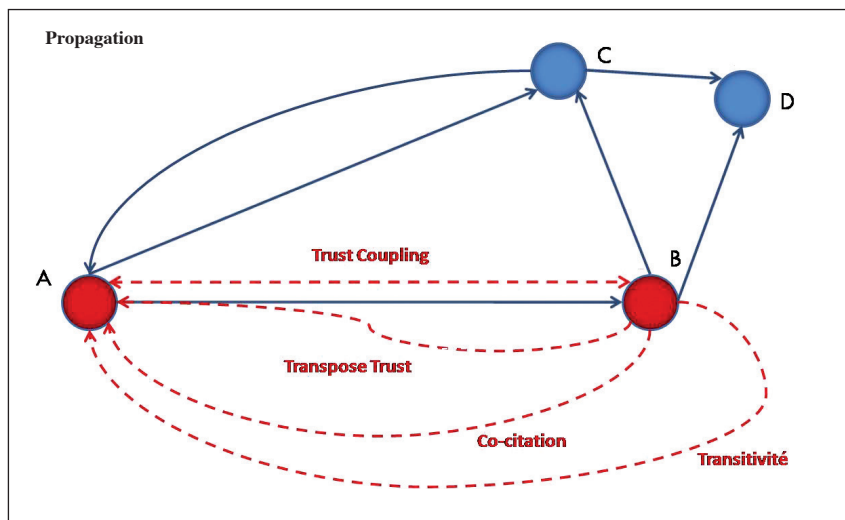 Propagation
C
D
Trust Coupling
A
B
Transpose Trust
Co-citation
Transitivité